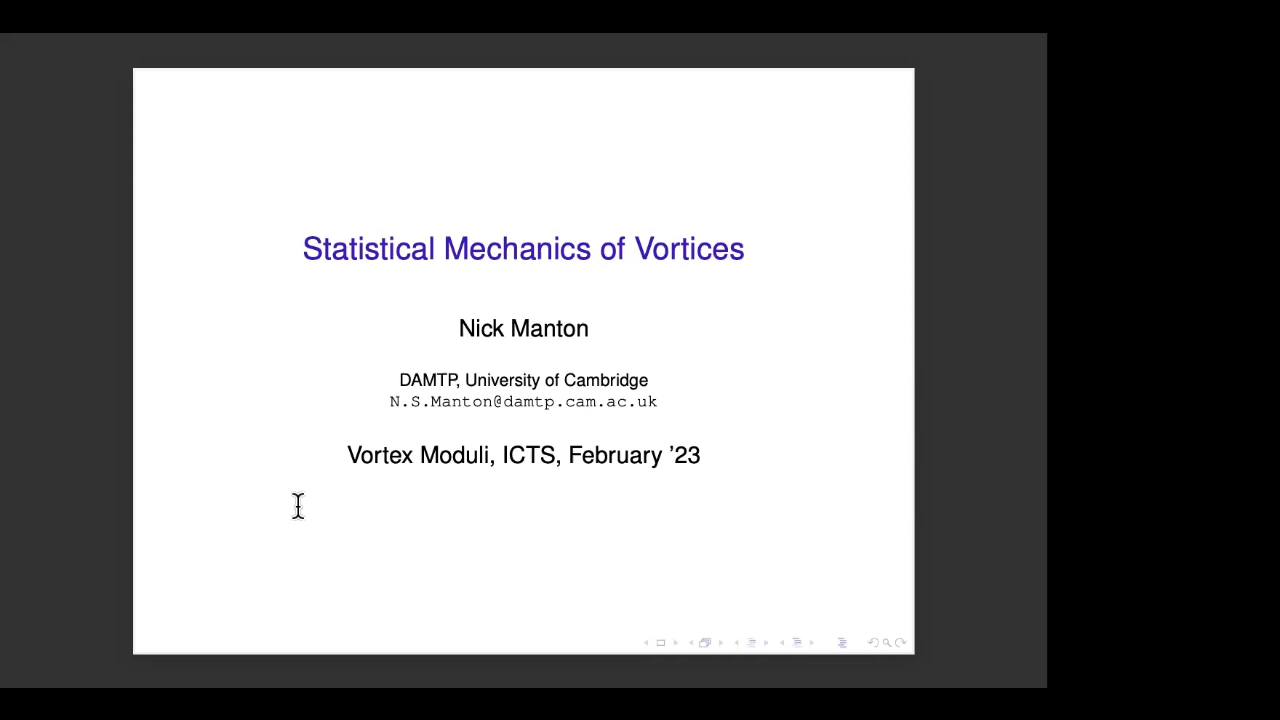 Statistical Mechanics of Vortices
Nick Manton
DAMTP, University of Cambridge
N.S.Manton@damtp.cam.ac.uk
Vortex Moduli, ICTS, February ’23